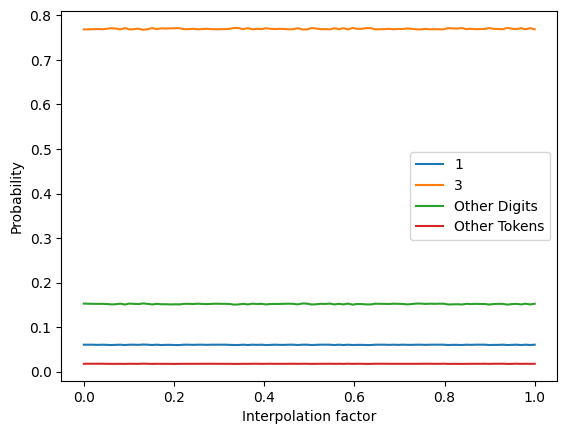 0.8
0.7
0.6
0.5
0.4
0.3
0.2
0.1
0.0
Probability
1
3
Other Digits
Other Tokens
0.0 0.2 0.4 0.6 0.8 1.0
Interpolation factor